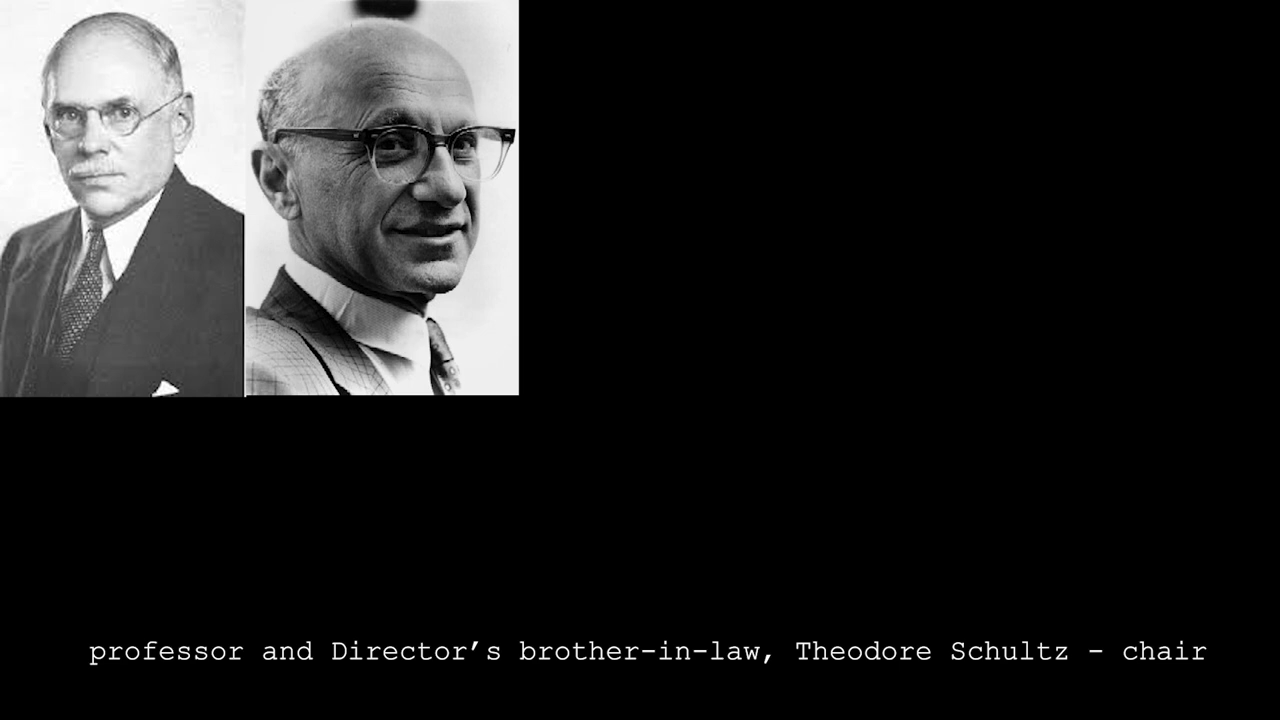 professor and Director’s brother-in-law, Theodore Schultz - chair